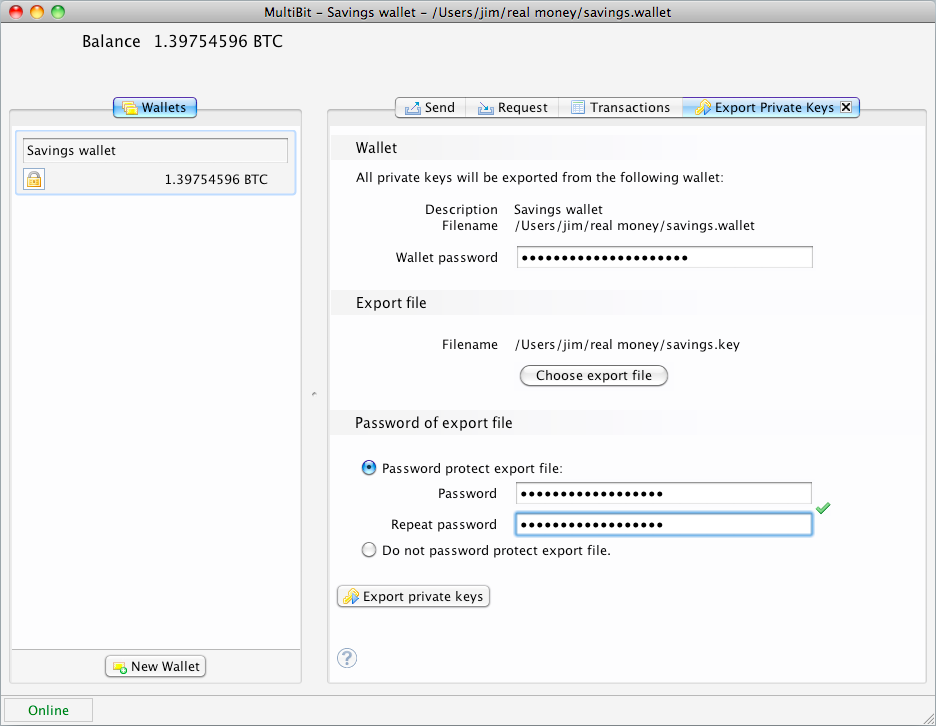 MultiBit – Savings wallet – /Users/jim/real money/savings.wallet
Balance 1.39754596 BTC
Wallets
Savings wallet
1.39754596 BTC
New Wallet
Send Request Transactions Export Private Keys
Wallet
All private keys will be exported from the following wallet:
Description Savings wallet
Filename /Users/jim/real money/savings.wallet
Wallet password •••••••••••••••••••••
Export file
Filename /Users/jim/real money/savings.key
Choose export file
Password of export file
Password protect export file:
Password ••••••••••••••••••
Repeat password ••••••••••••••••••
Do not password protect export file.
Export private keys
?
Online